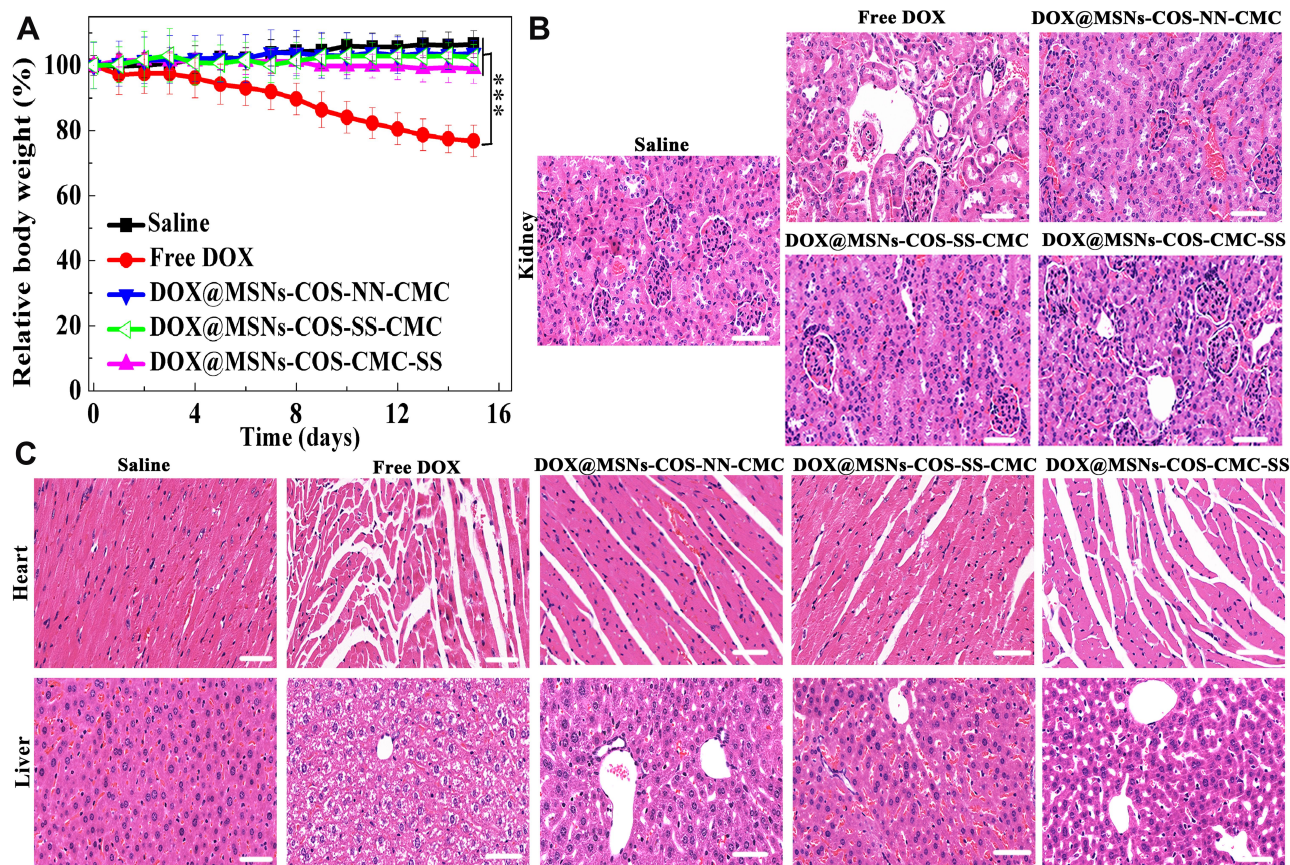 A
Relative body weight (%)
120
100
80
60
40
20
0
0
4
8
12
16
Time (days)
***
Saline
Free DOX
DOX@MSNs-COS-NN-CMC
DOX@MSNs-COS-SS-CMC
DOX@MSNs-COS-CMC-SS
B
Kidney
Saline
Free DOX
DOX@MSNs-COS-NN-CMC
DOX@MSNs-COS-SS-CMC
DOX@MSNs-COS-CMC-SS
C
Saline
Free DOX
DOX@MSNs-COS-NN-CMC
DOX@MSNs-COS-SS-CMC
DOX@MSNs-COS-CMC-SS
Heart
Liver